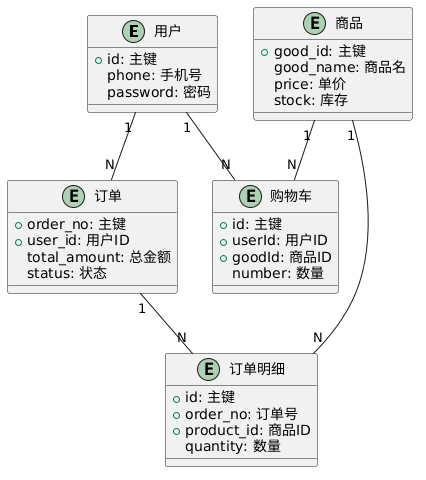 E 用户
id: 主键
phone: 手机号
password: 密码
E 商品
good_id: 主键
good_name: 商品名
price: 单价
stock: 库存
1
1
1
1
N
N
N
E 订单
order_no: 主键
user_id: 用户ID
total_amount: 总金额
status: 状态
E 购物车
id: 主键
userId: 用户ID
goodId: 商品ID
number: 数量
1
N
N
E 订单明细
id: 主键
order_no: 订单号
product_id: 商品ID
quantity: 数量